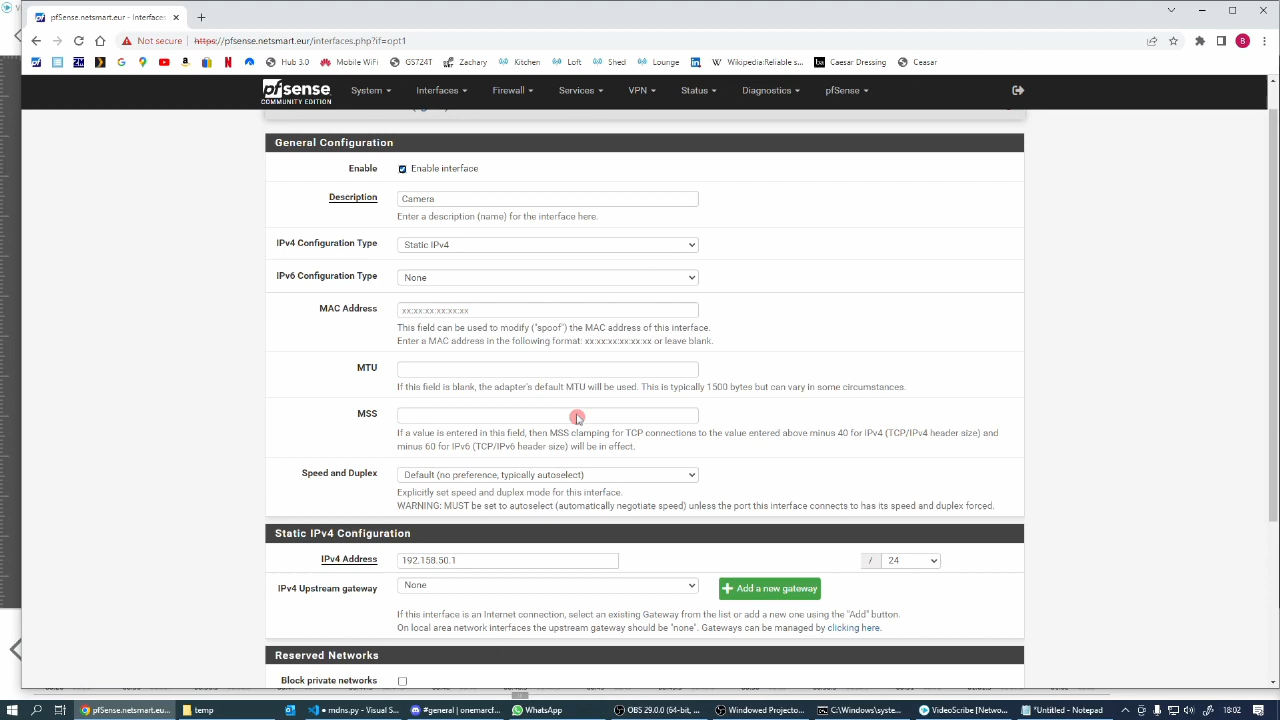 pfSense.netsmart.eur - Interfaces
Not secure
https://pfsense.netsmart.eur/interfaces.php?if=opt1
B
Hub 3.0
Mobile WiFi
GS724T
Zachary
Loft
Lounge
Wikipedia:Reliable s...
Caesar Dressing
Caesar
pfsense
COMMUNITY EDITION
System
Interfaces
Firewall
Services
VPN
Status
Diagnostics
pfSense
General Configuration
Enable
Enable interface
Description
Camera
Enter a description (name) for the interface here.
IPv4 Configuration Type
Static IPv4
IPv6 Configuration Type
None
MAC Address
xx:xx:xx:xx:xx:xx
This field can be used to modify ("spoof") the MAC address of this interface.
Enter a MAC address in the following format: xx:xx:xx:xx:xx:xx or leave blank.
MTU
If this field is blank, the adapter's default MTU will be used. This is typically 1500 bytes but can vary in some circumstances.
MSS
If a value is entered in this field, then MSS clamping for TCP connections to the value entered above minus 40 for IPv4 (TCP/IPv4 header size) and
minus 60 for IPv6 (TCP/IPv6 header size) will be in effect.
Speed and Duplex
Default (no preference, typically autoselect)
Explicitly set speed and duplex mode for this interface.
WARNING: MUST be set to autoselect (automatically negotiate speed) unless the port this interface connects to has its speed and duplex forced.
Static IPv4 Configuration
IPv4 Address
192.158.50.1
/
24
IPv4 Upstream gateway
None
Add a new gateway
If this interface is an Internet connection, select an existing Gateway from the list or add a new one using the "Add" button.
On local area network interfaces the upstream gateway should be "none". Gateways can be managed by clicking here.
Reserved Networks
Block private networks
pfSense.netsmart.eur...
temp
• mdns.py - Visual S...
#general | onemarcf...
WhatsApp
OBS 29.0.0 (64-bit, ...
Windowed Projecto...
C:\Windows\syste...
VideoScribe [Netwo...
*Untitled - Notepad
18:02